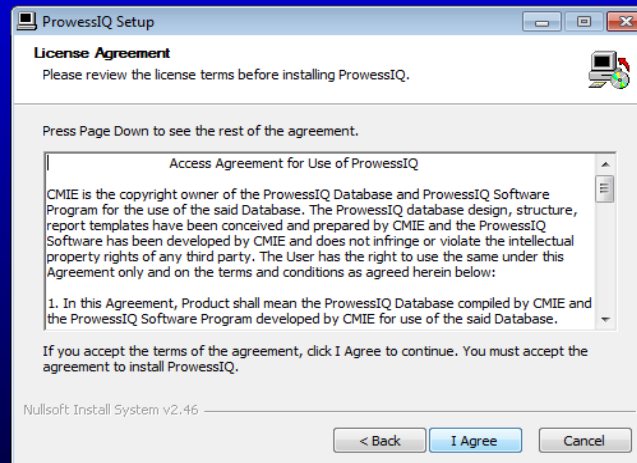 ProwessIQ Setup
License Agreement
Please review the license terms before installing ProwessIQ.
Press Page Down to see the rest of the agreement.
Access Agreement for Use of ProwessIQ
CMIE is the copyright owner of the ProwessIQ Database and ProwessIQ Software
Program for the use of the said Database. The ProwessIQ database design, structure,
report templates have been conceived and prepared by CMIE and the ProwessIQ
Software has been developed by CMIE and does not infringe or violate the intellectual
property rights of any third party. The User has the right to use the same under this
Agreement only and on the terms and conditions as agreed herein below:
1. In this Agreement, Product shall mean the ProwessIQ Database compiled by CMIE and
the ProwessIQ Software Program developed by CMIE for use of the said Database.
If you accept the terms of the agreement, click I Agree to continue. You must accept the
agreement to install ProwessIQ.
Nullsoft Install System v2.46
< Back
I Agree
Cancel